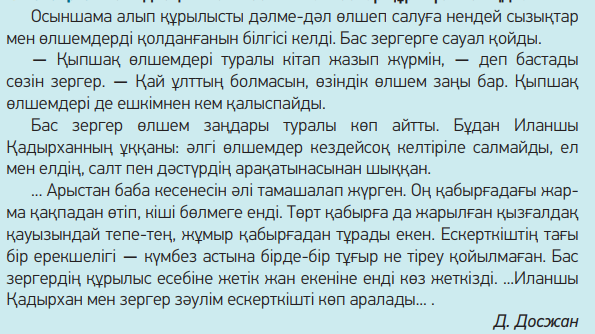 Осыншама алып құрылысты дәлме-дәл өлшеп салуға нендей сызықтар
мен өлшемдерді қолданғанын білгісі келді. Бас зергерге сауал қойды.
— Қыпшақ өлшемдері туралы кітап жазып жүрмін, — деп бастады
сөзін зергер. — Қай ұлттың болмасын, өзіндік өлшем заңы бар. Қыпшақ
өлшемдері де ешкімнен кем қалыспайды.
Бас зергер өлшем заңдары туралы көп айтты. Бұдан Иланшы
Қадырханның ұққаны: әлгі өлшемдер кездейсоқ келтіріле салмайды, ел
мен елдің, салт пен дәстүрдің арақатынасынан шыққан.
... Арыстан баба кесенесін әлі тамашалап жүрген. Оң қабырғадағы жар-
ма қақпадан өтіп, кіші бөлмеге енді. Төрт қабырға да жарылған қызғалдақ
қауызындай тепе-тең, жұмыр қабырғадан тұрады екен. Ескерткіштің тағы
бір ерекшелігі — күмбез астына бірде-бір тұғыр не тіреу қойылмаған. Бас
зергердің құрылыс есебіне жетік жан екеніне енді көз жеткізді. ...Иланшы
Қадырхан мен зергер зәулім ескерткішті көп аралады... .
Д. Досжан